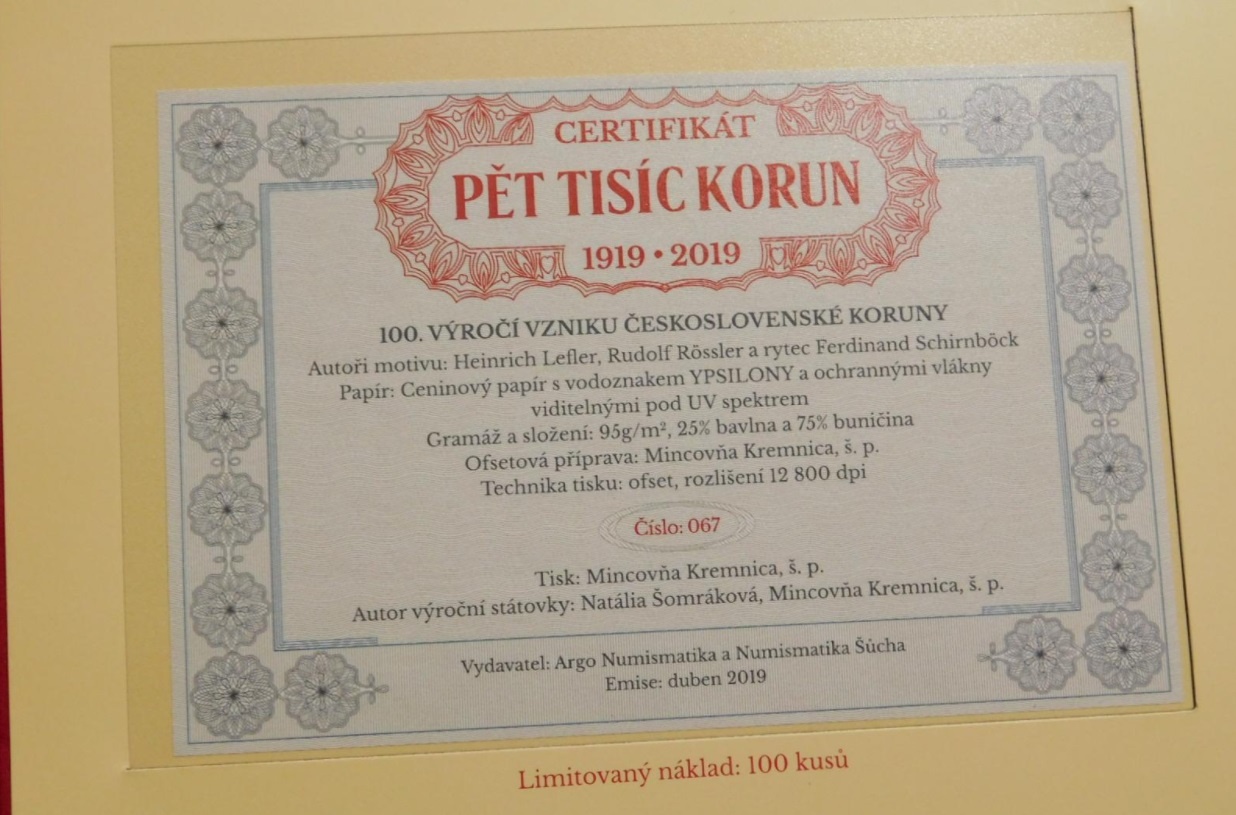 CERTIFIKÁT
PĚT TISÍC KORUN
1919 • 2019
100. VÝROČÍ VZNIKU ČESKOSLOVENSKÉ KORUNY
Autoři motivu: Heinrich Lefler, Rudolf Rössler a rytec Ferdinand Schirnböck
Papír: Ceninový papír s vodoznakem YPSILONY a ochrannými vlákny
viditelnými pod UV spektrem
Gramáž a složení: 95g/m², 25% bavlna a 75% buničina
Ofsetová příprava: Mincovňa Kremnica, š. p.
Technika tisku: ofset, rozlišení 12 800 dpi
Číslo: 067
Tisk: Mincovňa Kremnica, š. p.
Autor výroční státovky: Natália Šomráková, Mincovňa Kremnica, š. p.
Vydavatel: Argo Numismatika a Numismatika Šůcha
Emise: duben 2019
Limitovaný náklad: 100 kusů